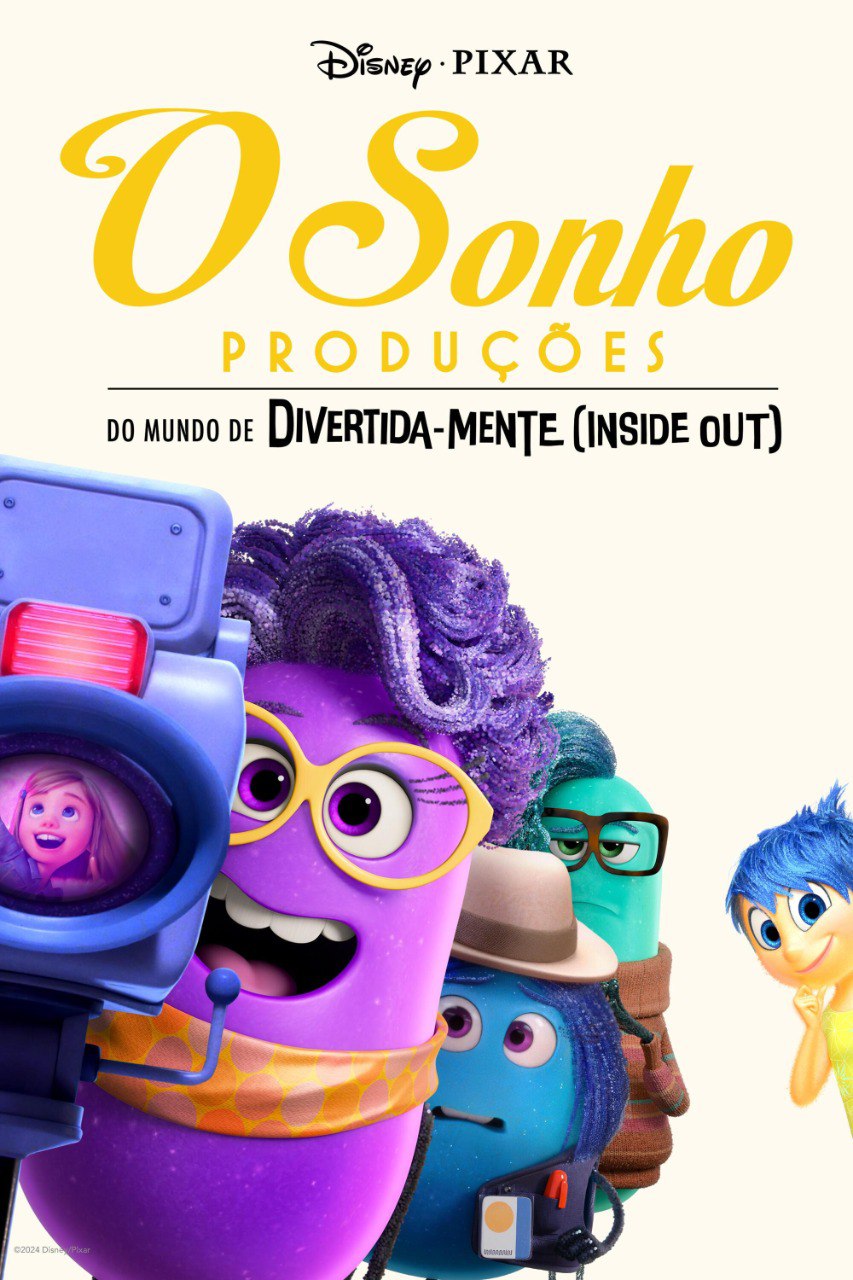 Disney · PIXAR
O Sonho
PRODUÇÕES
DO MUNDO DE DIVERTIDA-MENTE (INSIDE OUT)
©2024 Disney/Pixar